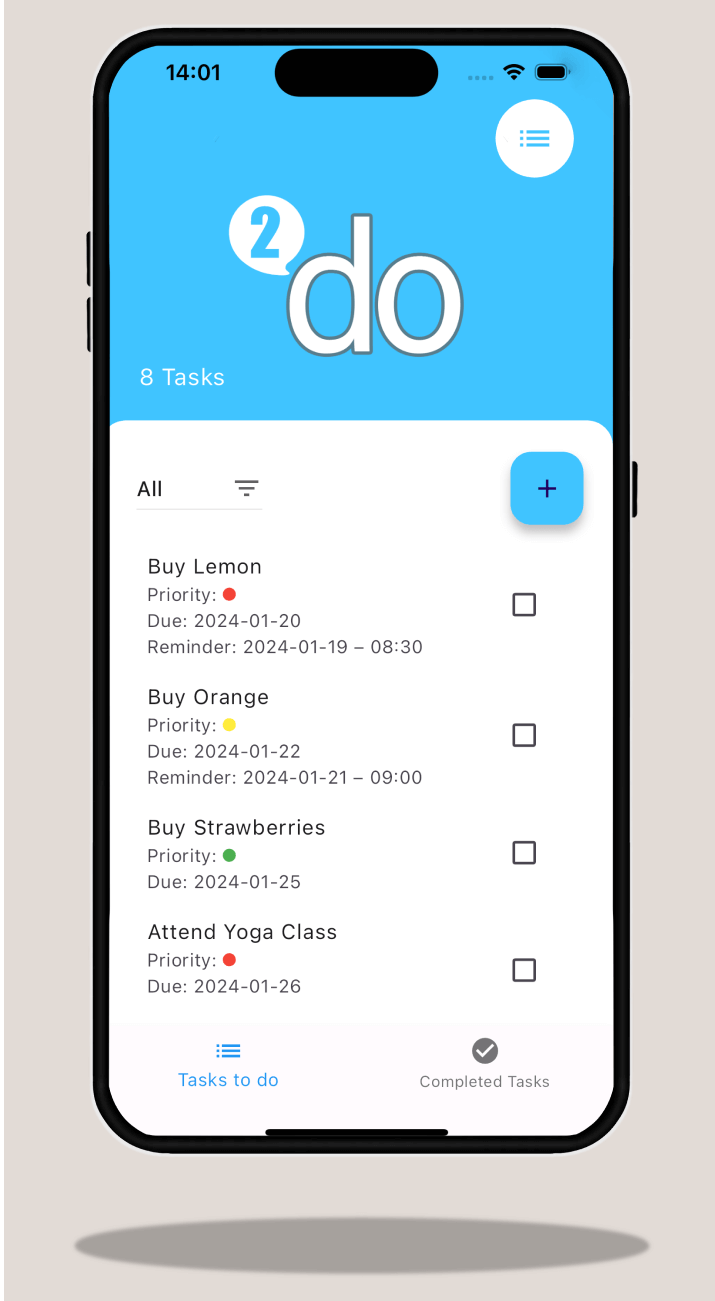 14:01
2
do
8 Tasks
All
+
Buy Lemon
Priority:
Due: 2024-01-20
Reminder: 2024-01-19 – 08:30
Buy Orange
Priority:
Due: 2024-01-22
Reminder: 2024-01-21 – 09:00
Buy Strawberries
Priority:
Due: 2024-01-25
Attend Yoga Class
Priority:
Due: 2024-01-26
Tasks to do
Completed Tasks